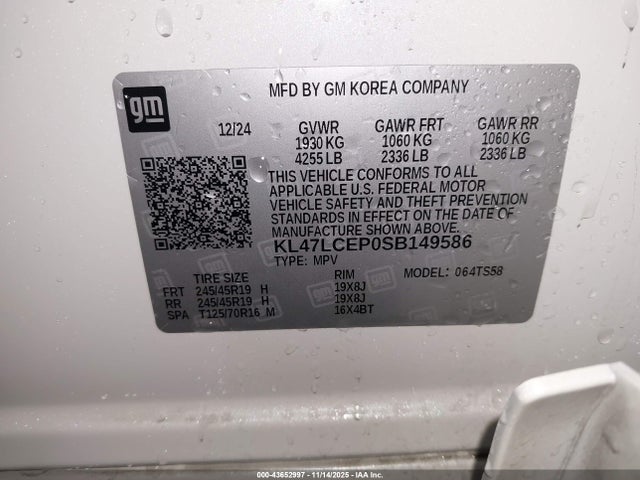 MFD BY GM KOREA COMPANY
gm
12/24 GVWR GAWR FRT GAWR RR
1930 KG 1060 KG 1060 KG
4255 LB 2336 LB 2336 LB
THIS VEHICLE CONFORMS TO ALL
APPLICABLE U.S. FEDERAL MOTOR
VEHICLE SAFETY AND THEFT PREVENTION
STANDARDS IN EFFECT ON THE DATE OF
MANUFACTURE SHOWN ABOVE.
KL47LCEP0SB149586
TYPE: MPV
TIRE SIZE RIM MODEL: 064TS58
FRT 245/45R19 H 19X8J
RR 245/45R19 H 19X8J
SPA T125/70R16 M 16X4BT
000-43652997 - 11/14/2025 - IAAI.COM